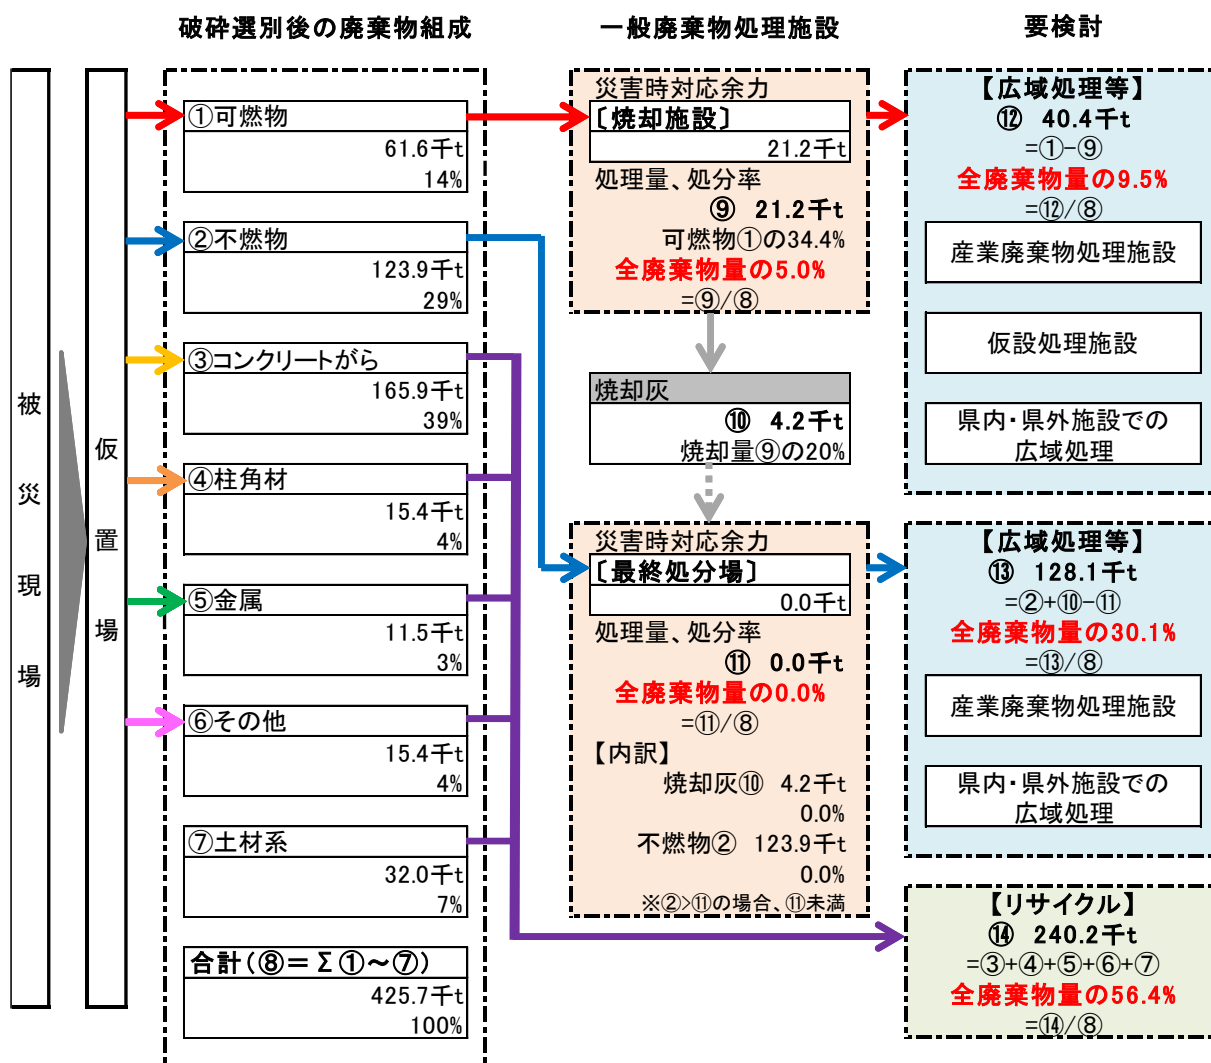 破砕選別後の廃棄物組成
一般廃棄物処理施設
要検討
被災現場
仮置場
①可燃物
61.6千t
14%
②不燃物
123.9千t
29%
③コンクリートがら
165.9千t
39%
④柱角材
15.4千t
4%
⑤金属
11.5千t
3%
⑥その他
15.4千t
4%
⑦土材系
32.0千t
7%
合計(⑧=Σ①~⑦)
425.7千t
100%
災害時対応余力
〔焼却施設〕
21.2千t
処理量、処分率
⑨ 21.2千t
可燃物①の34.4%
全廃棄物量の5.0%
=⑨/⑧
焼却灰
⑩ 4.2千t
焼却量⑨の20%
災害時対応余力
〔最終処分場〕
0.0千t
処理量、処分率
⑪ 0.0千t
全廃棄物量の0.0%
=⑪/⑧
【内訳】
焼却灰⑩ 4.2千t
0.0%
不燃物② 123.9千t
0.0%
※②>⑪の場合、⑪未満
【広域処理等】
⑫ 40.4千t
=①-⑨
全廃棄物量の9.5%
=⑫/⑧
産業廃棄物処理施設
仮設処理施設
県内・県外施設での
広域処理
【広域処理等】
⑬ 128.1千t
=②+⑩-⑪
全廃棄物量の30.1%
=⑬/⑧
産業廃棄物処理施設
県内・県外施設での
広域処理
【リサイクル】
⑭ 240.2千t
=③+④+⑤+⑥+⑦
全廃棄物量の56.4%
=⑭/⑧